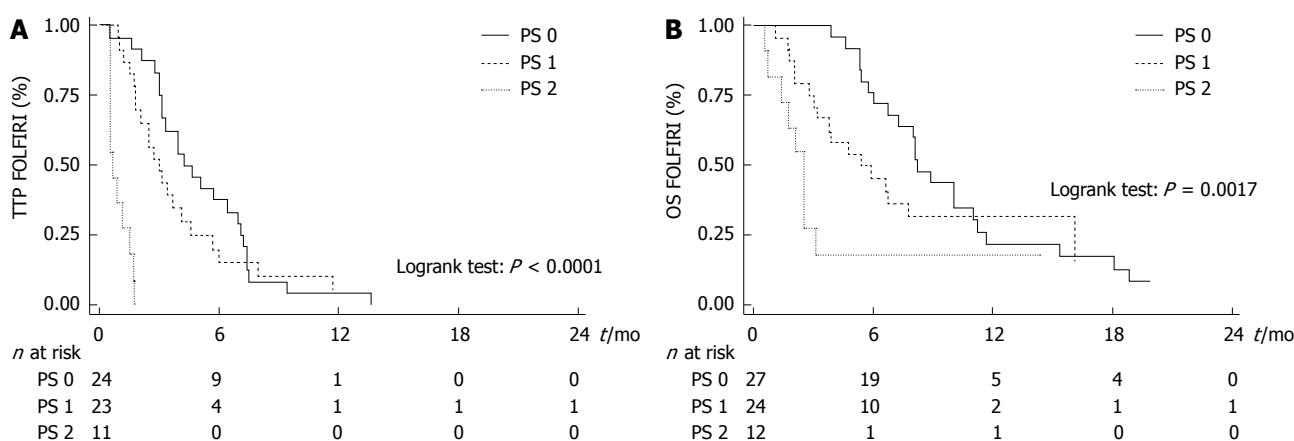 A
TTP FOLFIRI (%)
1.00
0.75
0.50
0.25
0.00
PS 0
PS 1
PS 2
Logrank test: P < 0.0001
0 6 12 18 24 t/mo
n at risk
PS 0 24 9 1 0 0
PS 1 23 4 1 1 1
PS 2 11 0 0 0 0
B
OS FOLFIRI (%)
1.00
0.75
0.50
0.25
0.00
PS 0
PS 1
PS 2
Logrank test: P = 0.0017
0 6 12 18 24 t/mo
n at risk
PS 0 27 19 5 4 0
PS 1 24 10 2 1 1
PS 2 12 1 1 0 0